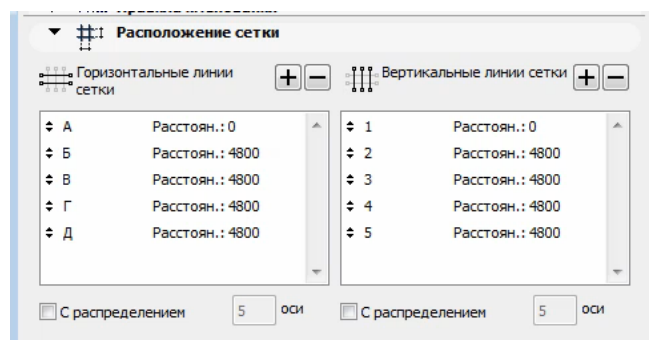 Расположение сетки
Горизонтальные линии сетки
Вертикальные линии сетки
А Расстоян.: 0
Б Расстоян.: 4800
В Расстоян.: 4800
Г Расстоян.: 4800
Д Расстоян.: 4800
1 Расстоян.: 0
2 Расстоян.: 4800
3 Расстоян.: 4800
4 Расстоян.: 4800
5 Расстоян.: 4800
С распределением 5 оси
С распределением 5 оси